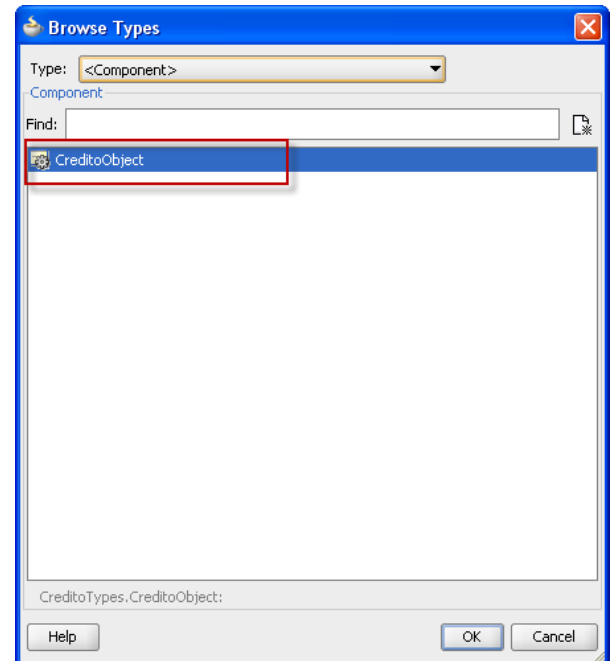 Browse Types
Type: <Component>
Component
Find:
CreditoObject
CreditoTypes.CreditoObject:
Help OK Cancel